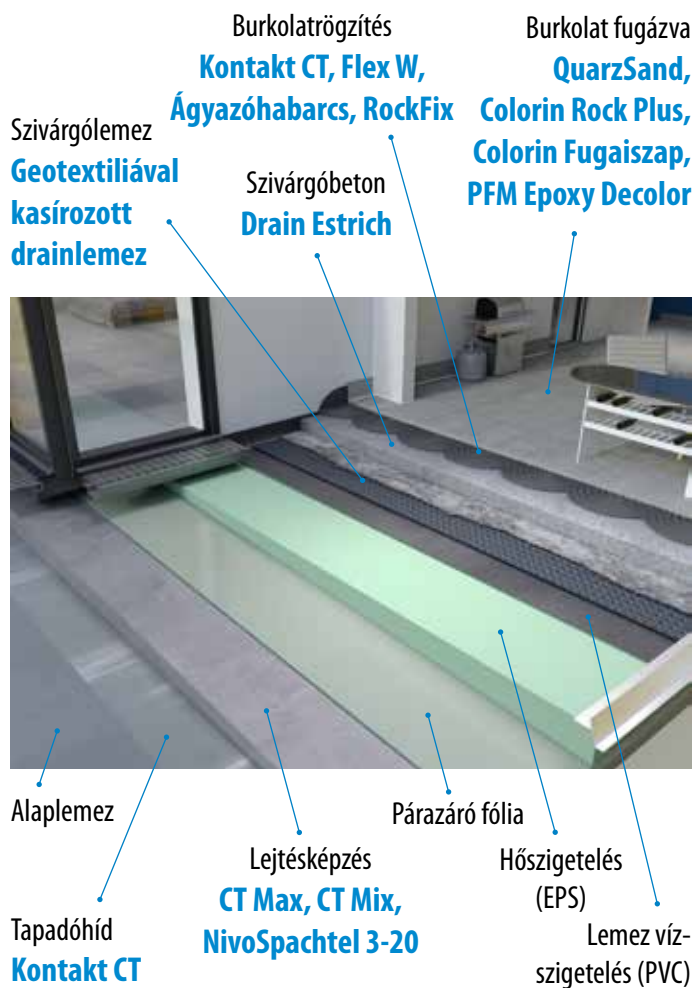 Burkolatrögzítés
Kontakt CT, Flex W,
Ágyazóhabarcs, RockFix
Burkolat fugázva
QuarzSand,
Colorin Rock Plus,
Colorin Fugaiszap,
PFM Epoxy Decolor
Szivárgólemez
Geotextiliával
kasírozott
drainlemez
Szivárgóbeton
Drain Estrich
Alaplemez
Tapadóhíd
Kontakt CT
Lejtésképzés
CT Max, CT Mix,
NivoSpachtel 3-20
Párazáró fólia
Hőszigetelés
(EPS)
Lemez víz-
szigetelés (PVC)